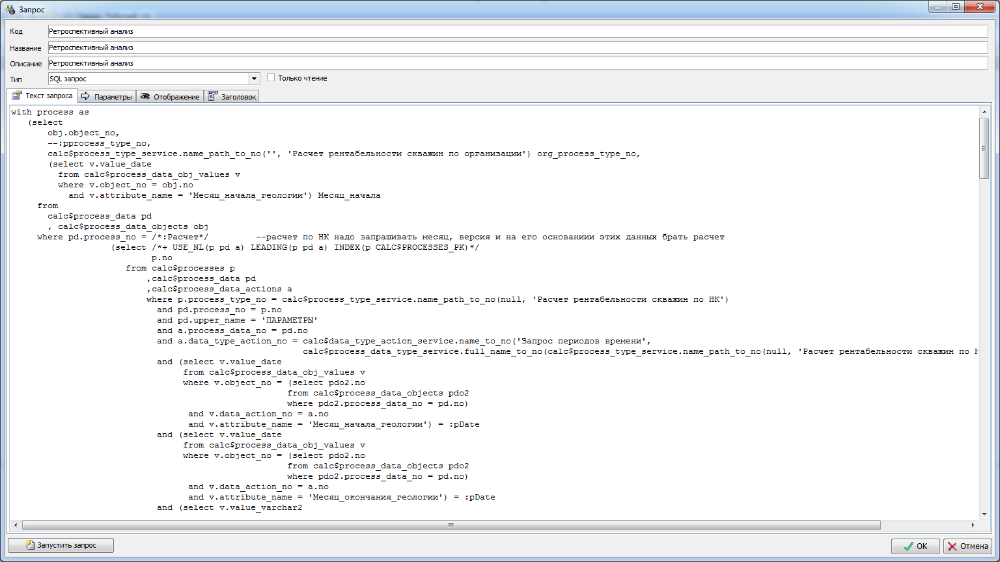 Запрос
Код Ретроспективный анализ
Название Ретроспективный анализ
Описание Ретроспективный анализ
Тип SQL запрос Только чтение
Текст запроса Параметры Отображение Заголовок
with process as
(select
obj.object_no,
--:pprocess_type_no,
calc$process_type_service.name_path_to_no('', 'Расчет рентабельности скважин по организации') org_process_type_no,
(select v.value_date
from calc$process_data_obj_values v
where v.object_no = obj.no
and v.attribute_name = 'Месяц_начала_геологии') Месяц_начала
from
calc$process_data pd
, calc$process_data_objects obj
where pd.process_no = /*:Расчет*/ --расчет по НК надо запрашивать месяц, версия и на его основаниии этих данных брать расчет
(select /*+ USE_NL(p pd a) LEADING(p pd a) INDEX(p CALC$PROCESSES_PK)*/
p.no
from calc$processes p
,calc$process_data pd
,calc$process_data_actions a
where p.process_type_no = calc$process_type_service.name_path_to_no(null, 'Расчет рентабельности скважин по НК')
and pd.process_no = p.no
and pd.upper_name = 'ПАРАМЕТРЫ'
and a.process_data_no = pd.no
and a.data_type_action_no = calc$data_type_action_service.name_to_no('Запрос периодов времени',
calc$process_data_type_service.full_name_to_no(calc$process_type_service.name_path_to_no(null, 'Расчет рентабельности скважин по Н
and (select v.value_date
from calc$process_data_obj_values v
where v.object_no = (select pdo2.no
from calc$process_data_objects pdo2
where pdo2.process_data_no = pd.no)
and v.data_action_no = a.no
and v.attribute_name = 'Месяц_начала_геологии') = :pDate
and (select v.value_date
from calc$process_data_obj_values v
where v.object_no = (select pdo2.no
from calc$process_data_objects pdo2
where pdo2.process_data_no = pd.no)
and v.data_action_no = a.no
and v.attribute_name = 'Месяц_окончания_геологии') = :pDate
and (select v.value_varchar2
Запустить запрос OK Отмена